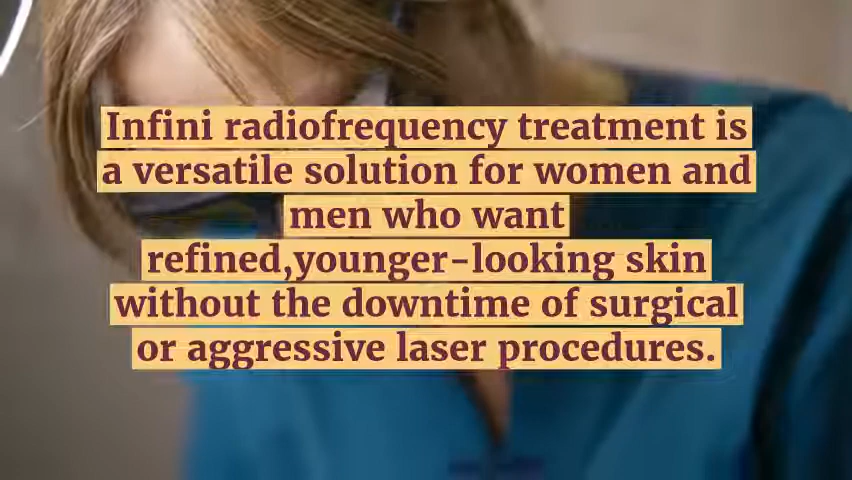 Infini radiofrequency treatment is
a versatile solution for women and
men who want
refined,younger-looking skin
without the downtime of surgical
or aggressive laser procedures.